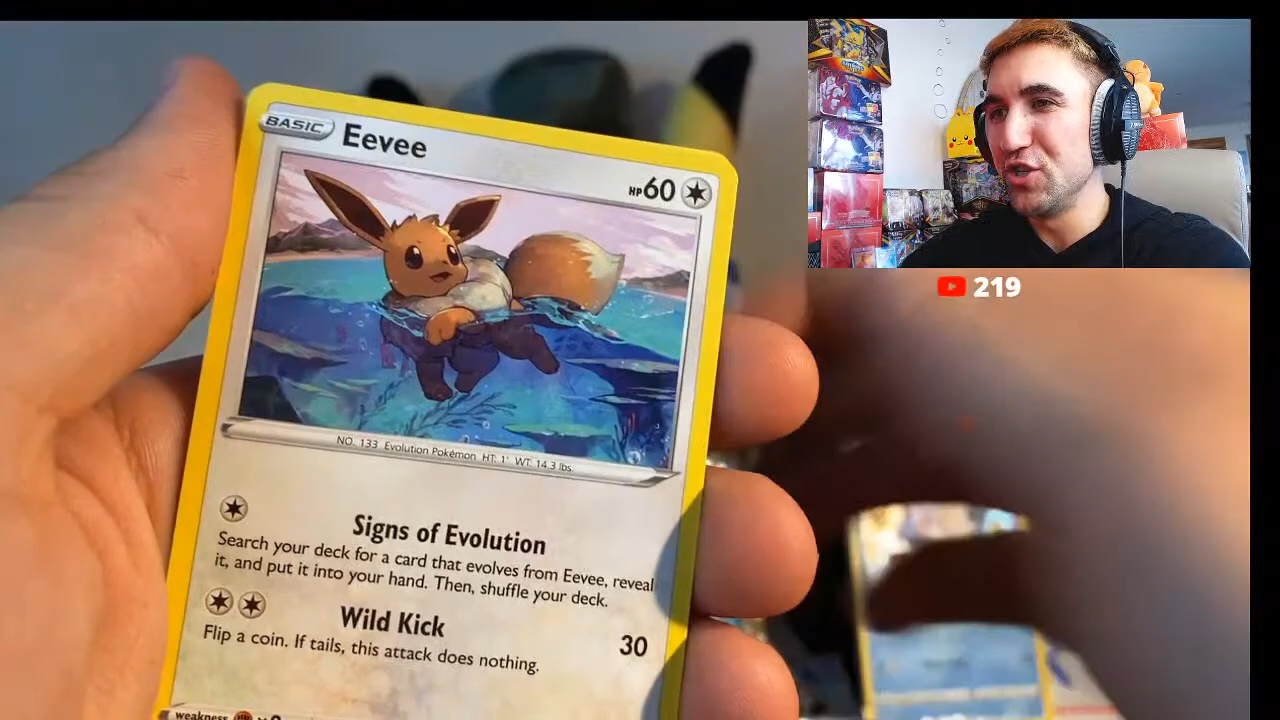 BASIC Eevee HP60
NO. 133 Evolution Pokémon HT: 1' WT: 14.3 lbs.
Signs of Evolution
Search your deck for a card that evolves from Eevee, reveal
it, and put it into your hand. Then, shuffle your deck.
Wild Kick 30
Flip a coin. If tails, this attack does nothing.
weakness
219